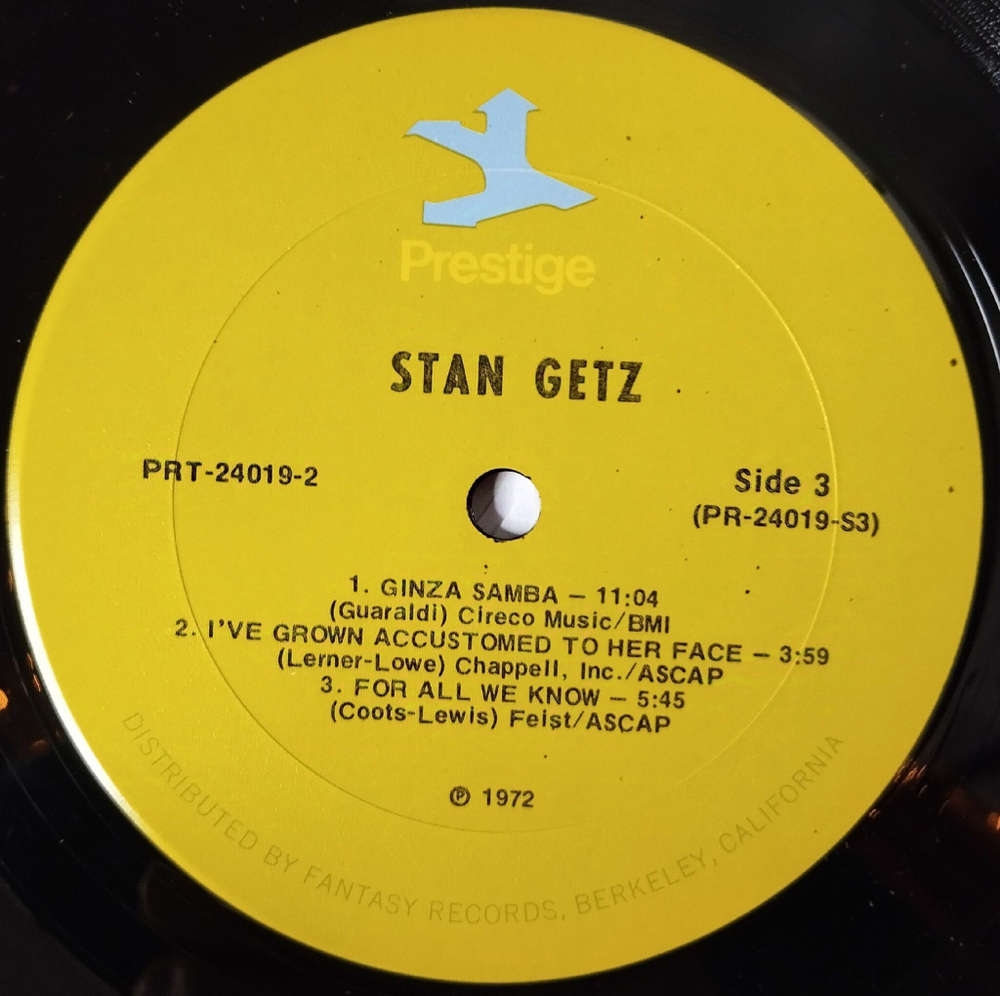 Prestige
STAN GETZ
PRT-24019-2
Side 3
(PR-24019-S3)
1. GINZA SAMBA — 11:04
(Guaraldi) Cireco Music/BMI
2. I'VE GROWN ACCUSTOMED TO HER FACE — 3:59
(Lerner-Lowe) Chappell, Inc./ASCAP
3. FOR ALL WE KNOW — 5:45
(Coots-Lewis) Feist/ASCAP
℗ 1972
DISTRIBUTED BY FANTASY RECORDS, BERKELEY, CALIFORNIA